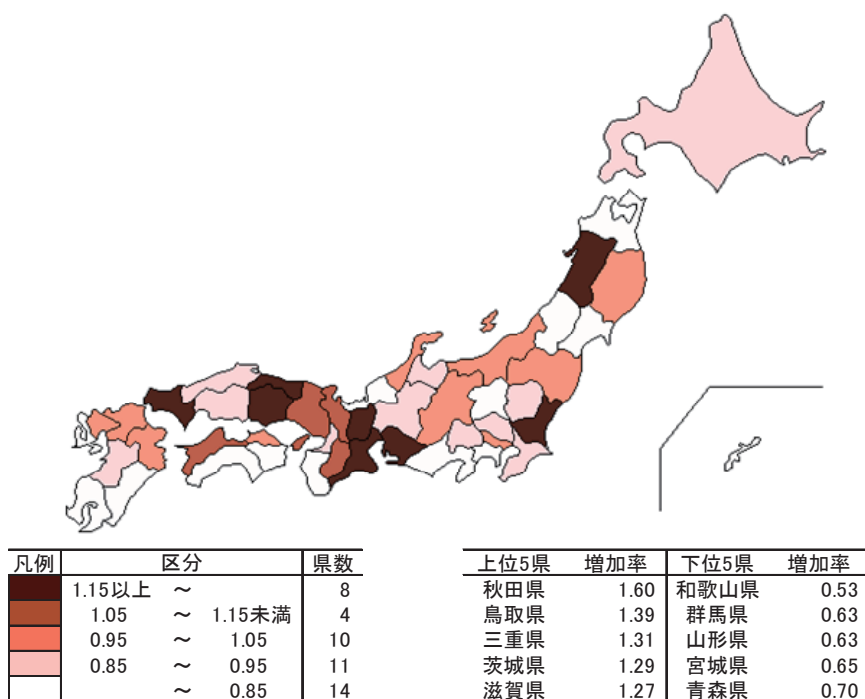 凡例 区分 県数
1.15以上 ～ 8
1.05 ～ 1.15未満 4
0.95 ～ 1.05 10
0.85 ～ 0.95 11
～ 0.85 14
上位5県 増加率 下位5県 増加率
秋田県 1.60 和歌山県 0.53
鳥取県 1.39 群馬県 0.63
三重県 1.31 山形県 0.63
茨城県 1.29 宮城県 0.65
滋賀県 1.27 青森県 0.70